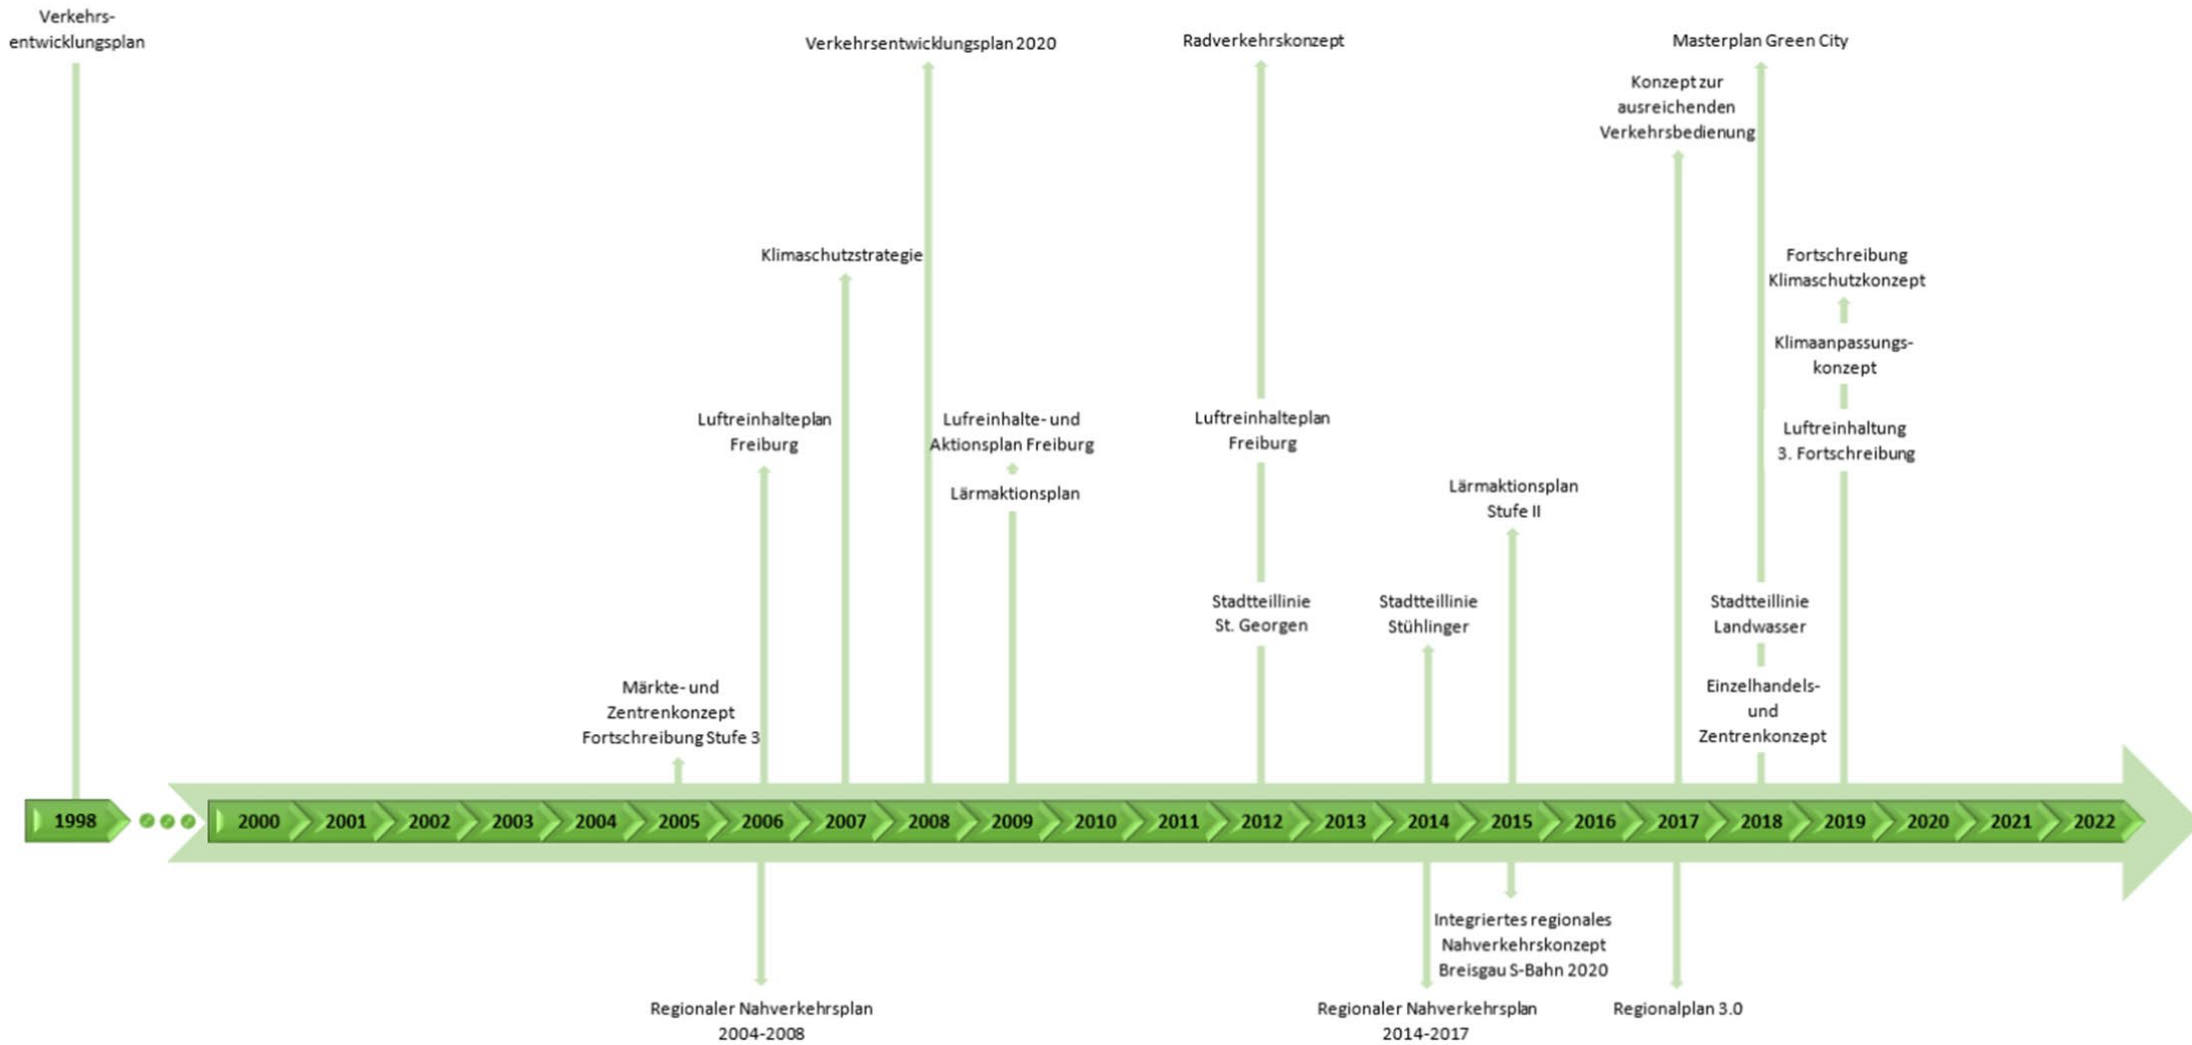 Verkehrs-
entwicklungsplan
Verkehrsentwicklungsplan 2020
Radverkehrskonzept
Masterplan Green City
Konzept zur
ausreichenden
Verkehrsbedienung
Klimaschutzstrategie
Fortschreibung
Klimaschutzkonzept
Klimaanpassungs-
konzept
Luftreinhalteplan
Freiburg
Lufreinhalte- und
Aktionsplan Freiburg
Lärmaktionsplan
Luftreinhalteplan
Freiburg
Luftreinhaltung
3. Fortschreibung
Lärmaktionsplan
Stufe II
Stadtteillinie
St. Georgen
Stadtteillinie
Stühlinger
Stadtteillinie
Landwasser
Märkte- und
Zentrenkonzept
Fortschreibung Stufe 3
Einzelhandels-
und
Zentrenkonzept
1998 2000 2001 2002 2003 2004 2005 2006 2007 2008 2009 2010 2011 2012 2013 2014 2015 2016 2017 2018 2019 2020 2021 2022
Integriertes regionales
Nahverkehrskonzept
Breisgau S-Bahn 2020
Regionaler Nahverkehrsplan
2004-2008
Regionaler Nahverkehrsplan
2014-2017
Regionalplan 3.0